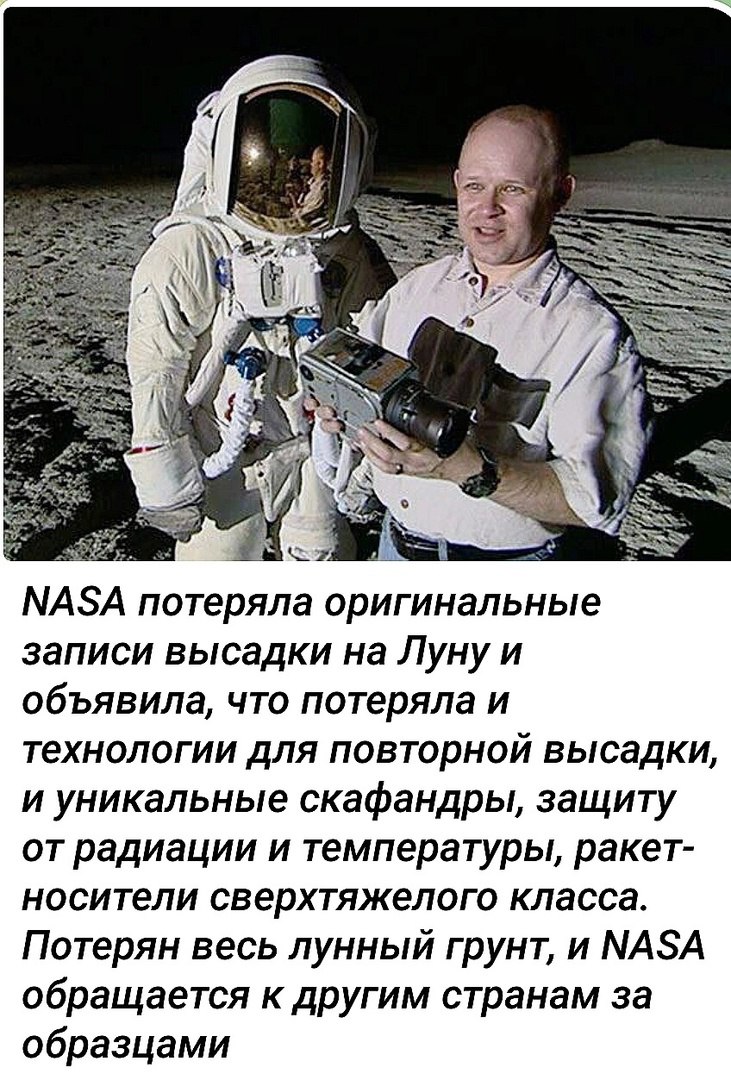 NASA потеряла оригинальные
записи высадки на Луну и
объявила, что потеряла и
технологии для повторной высадки,
и уникальные скафандры, защиту
от радиации и температуры, ракет-
носители сверхтяжелого класса.
Потерян весь лунный грунт, и NASA
обращается к другим странам за
образцами